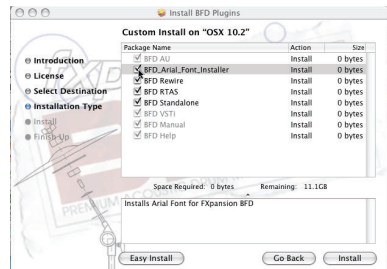 Install BFD Plugins
Custom Install on "OSX 10.2"
Package Name Action Size
BFD AU Install 0 bytes
BFD_Arial_Font_Installer Install 0 bytes
BFD Rewire Install 0 bytes
BFD RTAS Install 0 bytes
BFD Standalone Install 0 bytes
BFD VSTi Install 0 bytes
BFD Manual Install 0 bytes
BFD Help Install 0 bytes
Introduction
License
Select Destination
Installation Type
Install
Finish Up
Space Required: 0 bytes Remaining: 11.1GB
Installs Arial Font for FXpansion BFD
PREMIUM ACOUSTIC
Easy Install Go Back Install